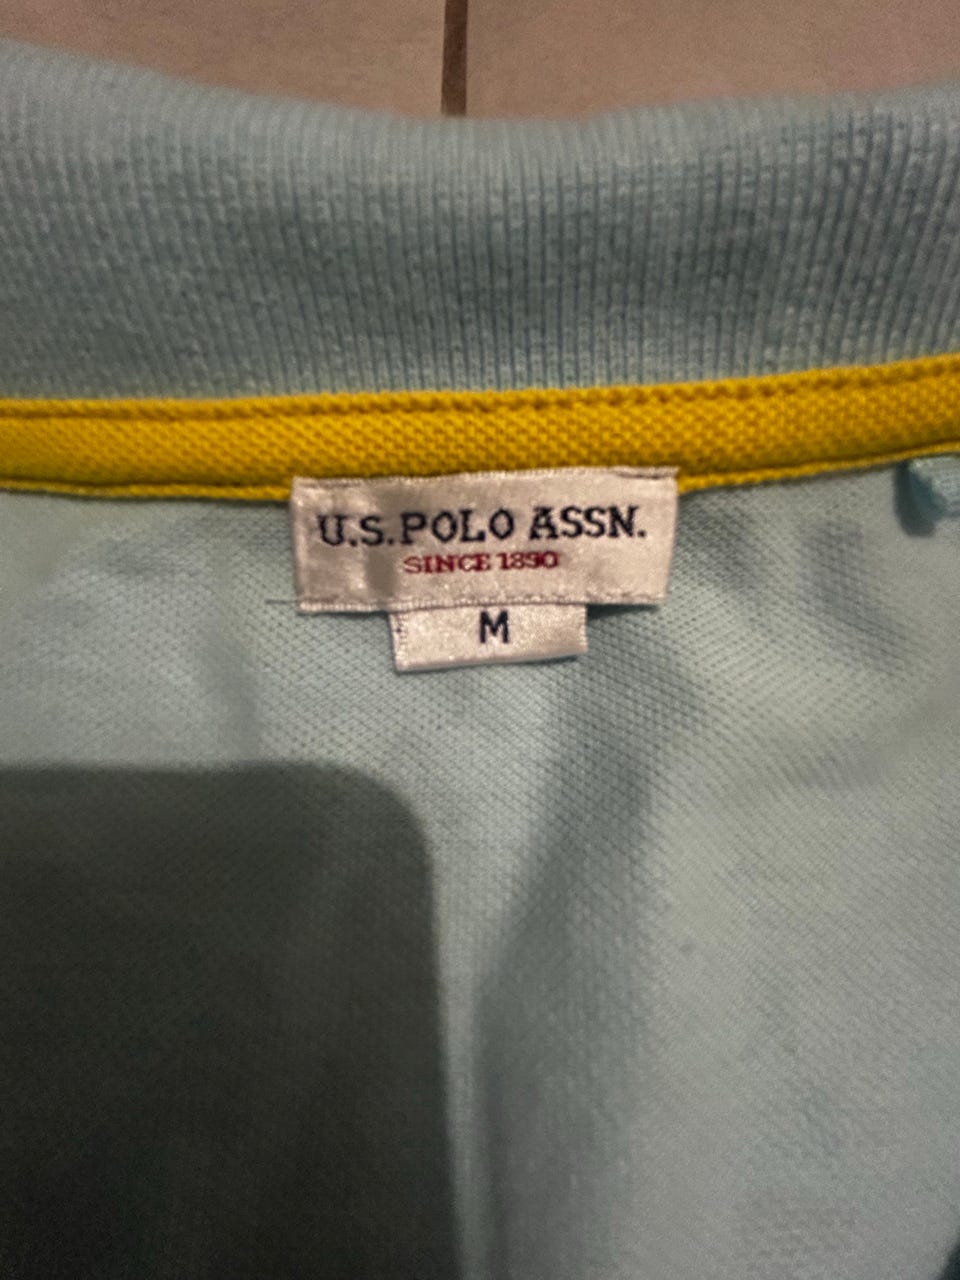 U.S. POLO ASSN.
SINCE 1890
M